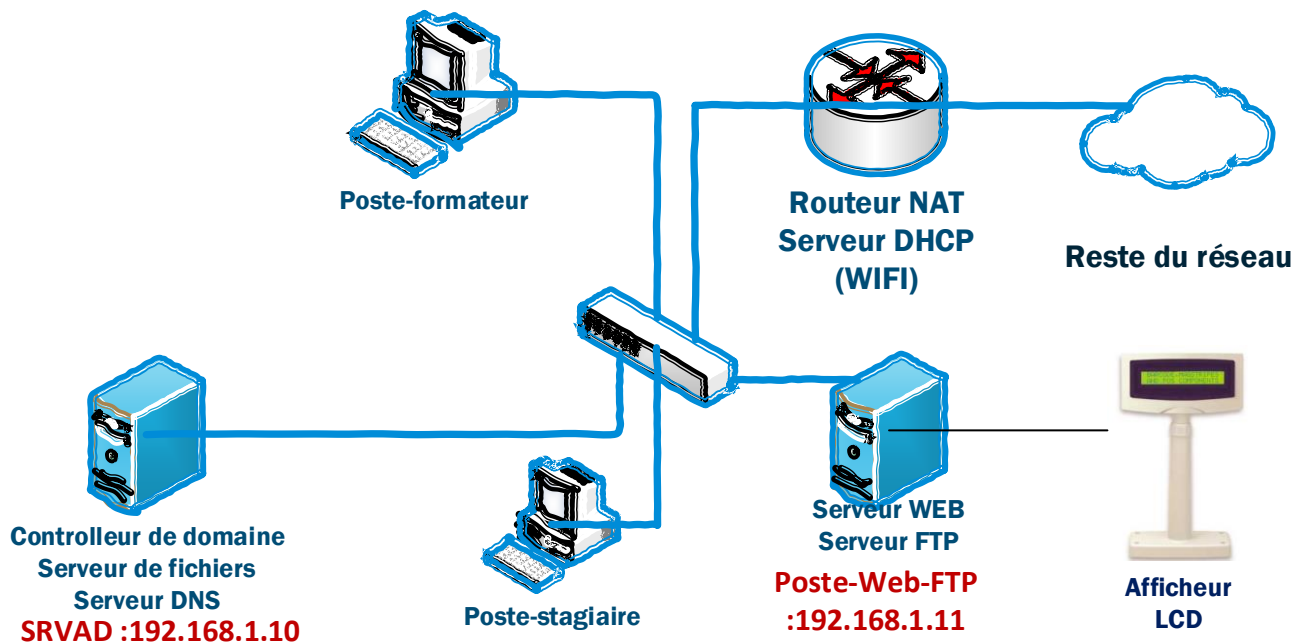 Poste-formateur
Routeur NAT
Serveur DHCP
(WIFI)
Reste du réseau
Controlleur de domaine
Serveur de fichiers
Serveur DNS
SRVAD :192.168.1.10
Poste-stagiaire
Serveur WEB
Serveur FTP
Poste-Web-FTP
:192.168.1.11
Afficheur
LCD